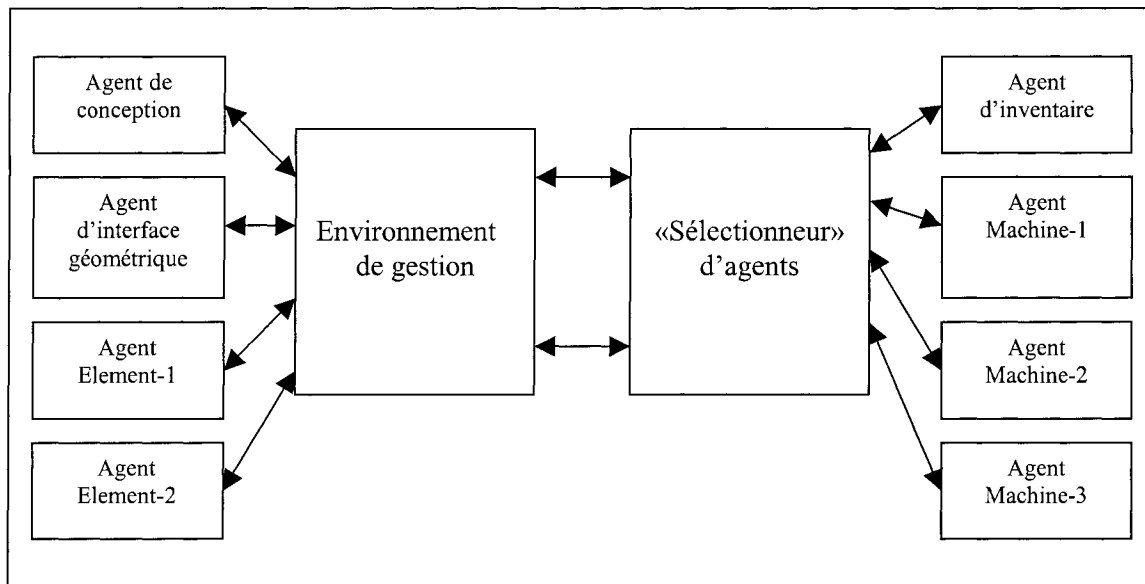 Agent de
conception
Agent
d'interface
géométrique
Agent
Element-1
Agent
Element-2
Environnement
de gestion
«Sélectionneur»
d'agents
Agent
d'inventaire
Agent
Machine-1
Agent
Machine-2
Agent
Machine-3